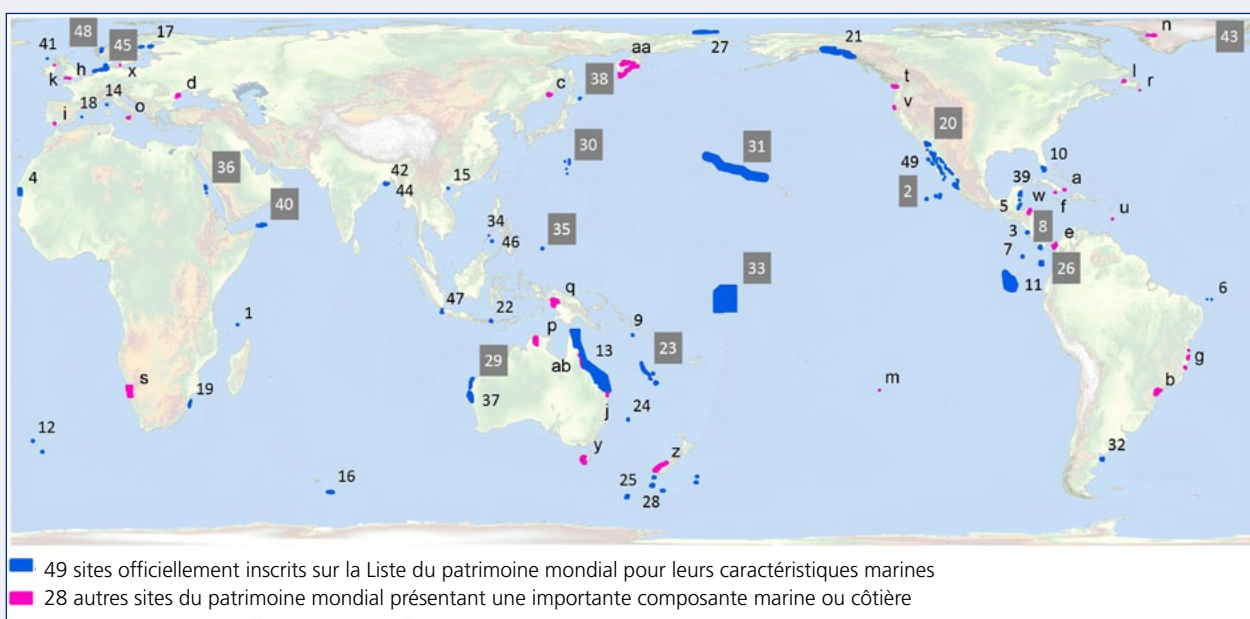 48 17 n
41 45 aa 21 43
27
k h x d c 38 t l r
14 v
i 18 o 20
30 31 10
36 42 49 39 a
4 44 15 2 w
40 34 5 f u
46 35 3 8 e
7
33 26
47 q 11 6
22
1 p 9
13 23
29 ab g
s m
19 37 j 24 b
12 y z 32
16 25
28
49 sites officiellement inscrits sur la Liste du patrimoine mondial pour leurs caractéristiques marines
28 autres sites du patrimoine mondial présentant une importante composante marine ou côtière